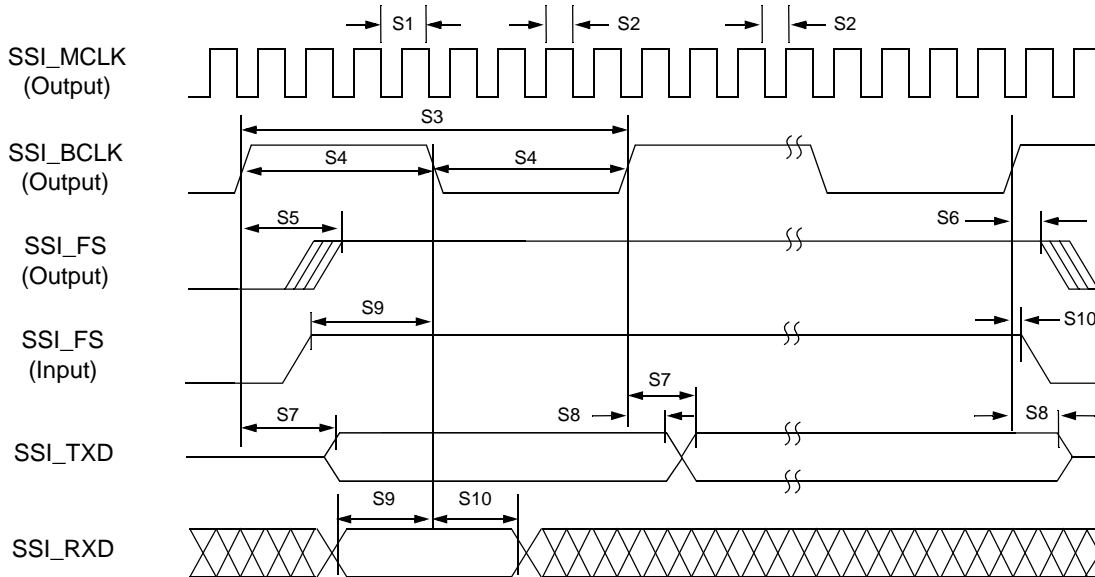 S1
S2
S2
SSI_MCLK
(Output)
S3
SSI_BCLK
(Output)
S4
S4
S5
S6
SSI_FS
(Output)
S9
S10
SSI_FS
(Input)
S7
S7
S8
S8
SSI_TXD
S9
S10
SSI_RXD